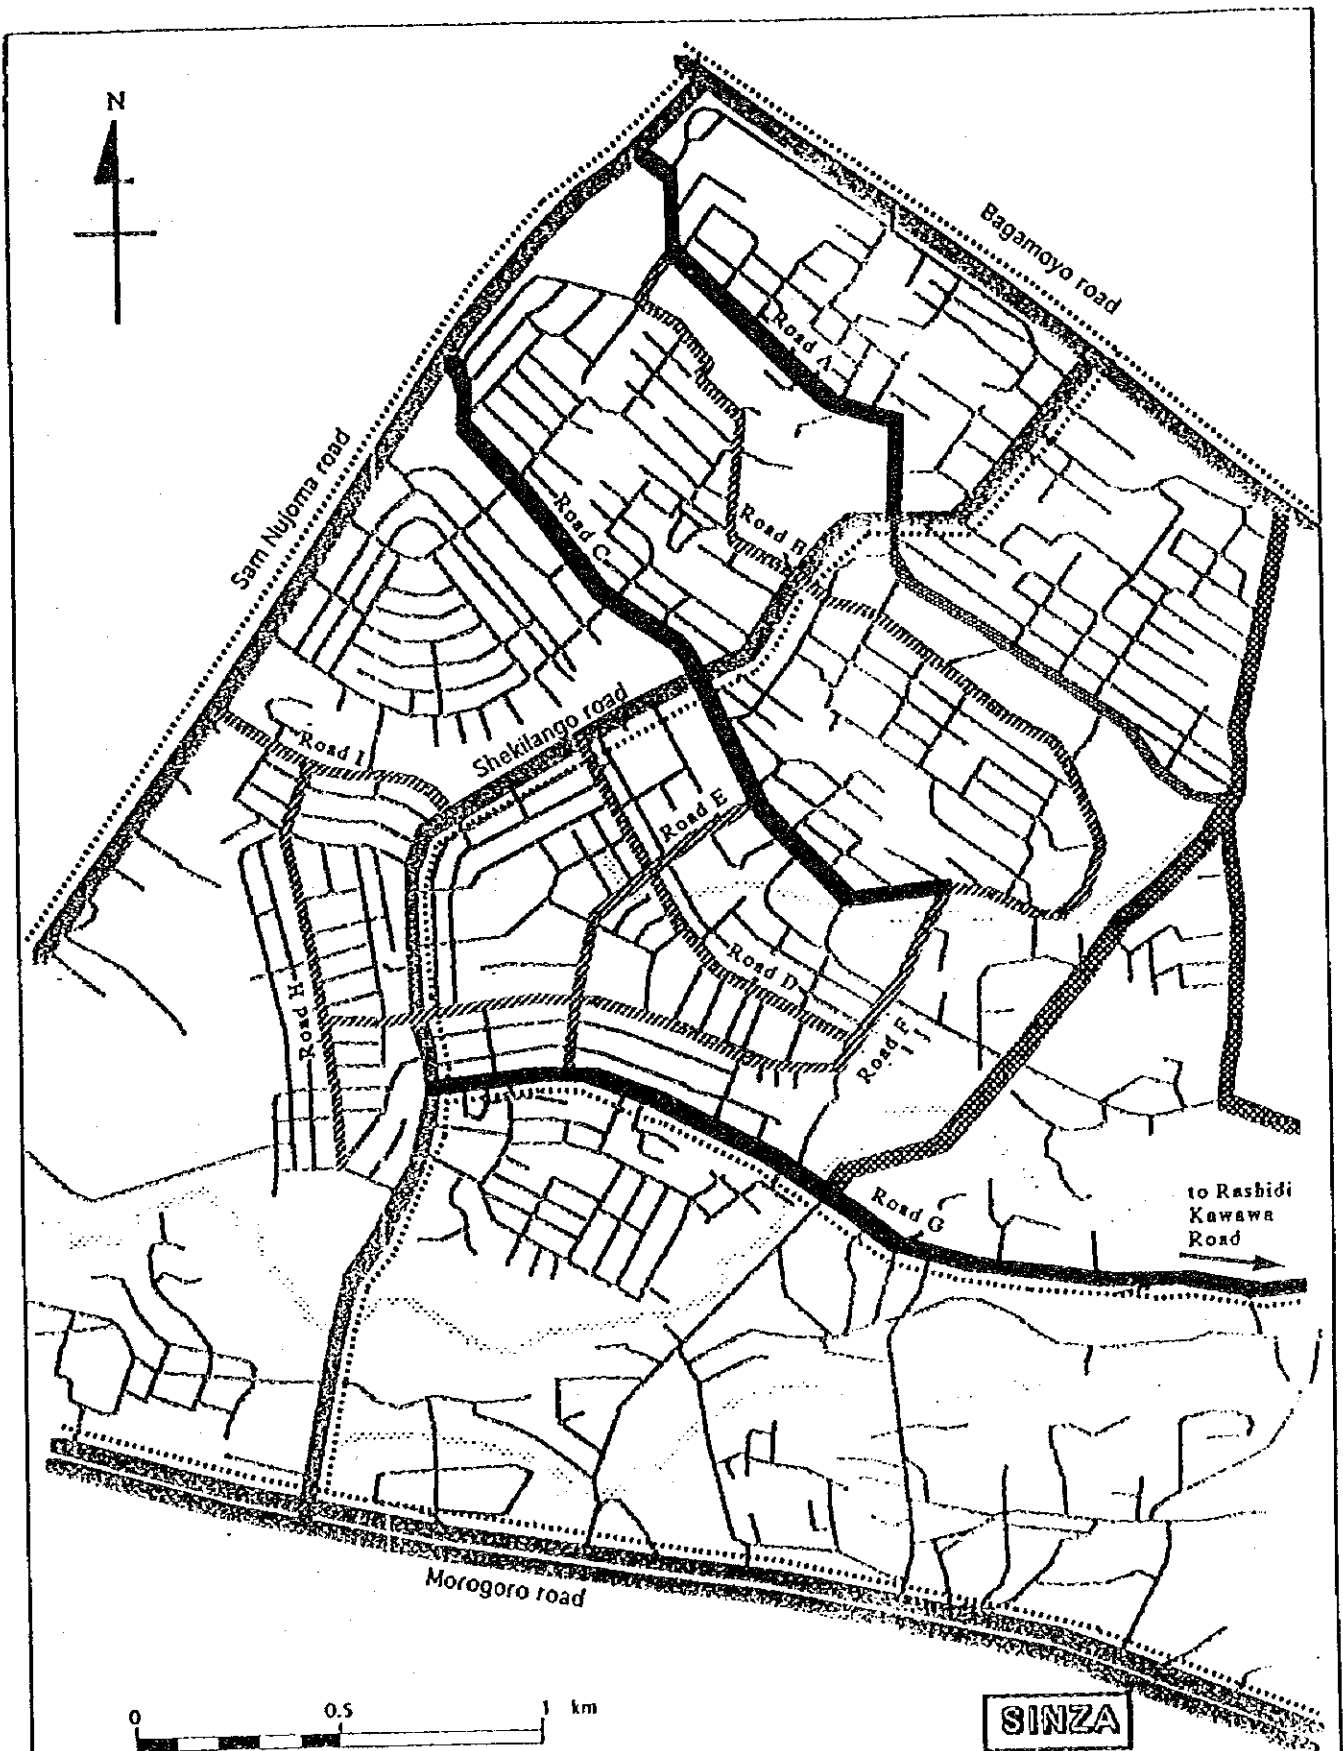 N
Bagamoyo road
Road A
Sam Nujoma road
Road C
Road B
Shekilango road
Road I
Road E
Road D
Road H
Road F
Road G
to Rashidi
Kawawa
Road
Morogoro road
0 0.5 1 km
SINZA